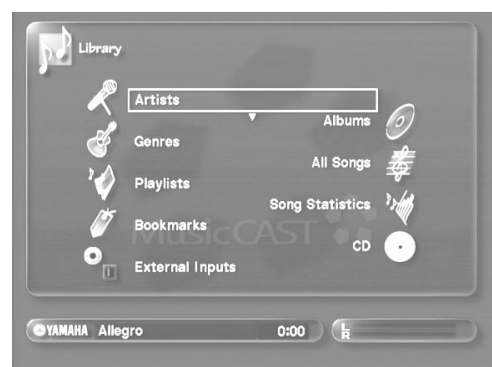 Library
Artists
Albums
Genres
All Songs
Playlists
Song Statistics
Bookmarks
MusicCAST
CD
External Inputs
YAMAHA Allegro 0:00 L
R